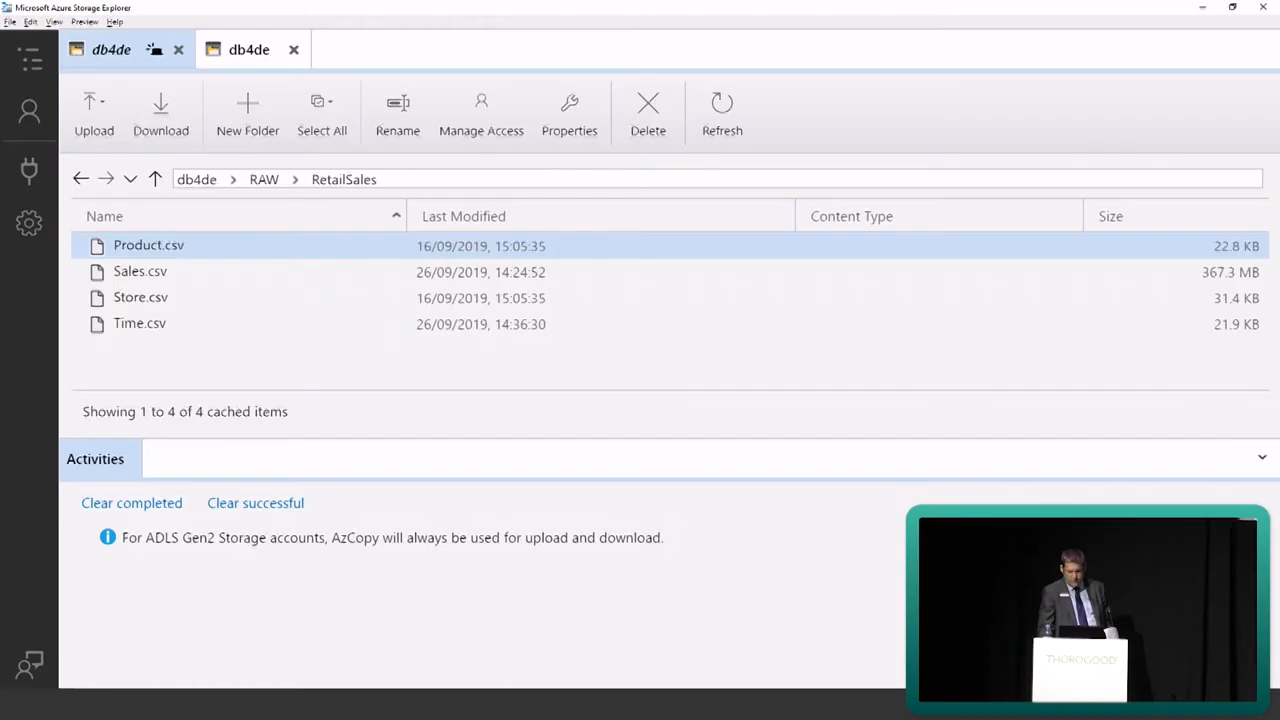 Microsoft Azure Storage Explorer
File Edit View Preview Help
db4de
db4de
Upload
Download
New Folder
Select All
Rename
Manage Access
Properties
Delete
Refresh
db4de > RAW > RetailSales
Name Last Modified Content Type Size
Product.csv 16/09/2019, 15:05:35 22.8 KB
Sales.csv 26/09/2019, 14:24:52 367.3 MB
Store.csv 16/09/2019, 15:05:35 31.4 KB
Time.csv 26/09/2019, 14:36:30 21.9 KB
Showing 1 to 4 of 4 cached items
Activities
Clear completed Clear successful
For ADLS Gen2 Storage accounts, AzCopy will always be used for upload and download.
THOROGOOD